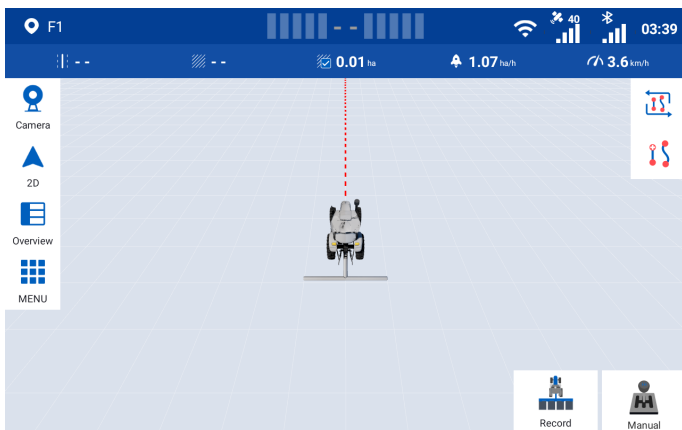 F1
- -
40
03:39
- -
- -
0.01 ha
1.07 ha/h
3.6 km/h
Camera
2D
Overview
MENU
Record
Manual